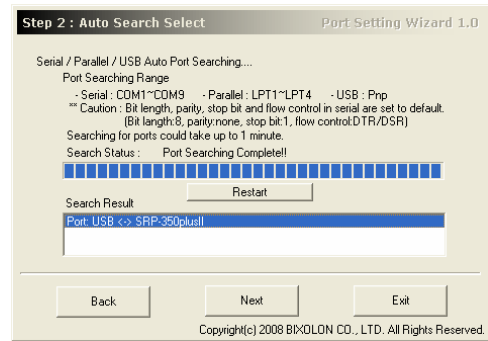 Step 2 : Auto Search Select Port Setting Wizard 1.0
Serial / Parallel / USB Auto Port Searching....
Port Searching Range
- Serial : COM1~COM9 - Parallel : LPT1~LPT4 - USB : Pnp
** Caution : Bit length, parity, stop bit and flow control in serial are set to default.
(Bit length:8, parity:none, stop bit:1, flow control:DTR/DSR)
Searching for ports could take up to 1 minute.
Search Status : Port Searching Complete!!
Restart
Search Result
Port: USB <-> SRP-350plusII
Back Next Exit
Copyright(c) 2008 BIXOLON CO., LTD. All Rights Reserved.